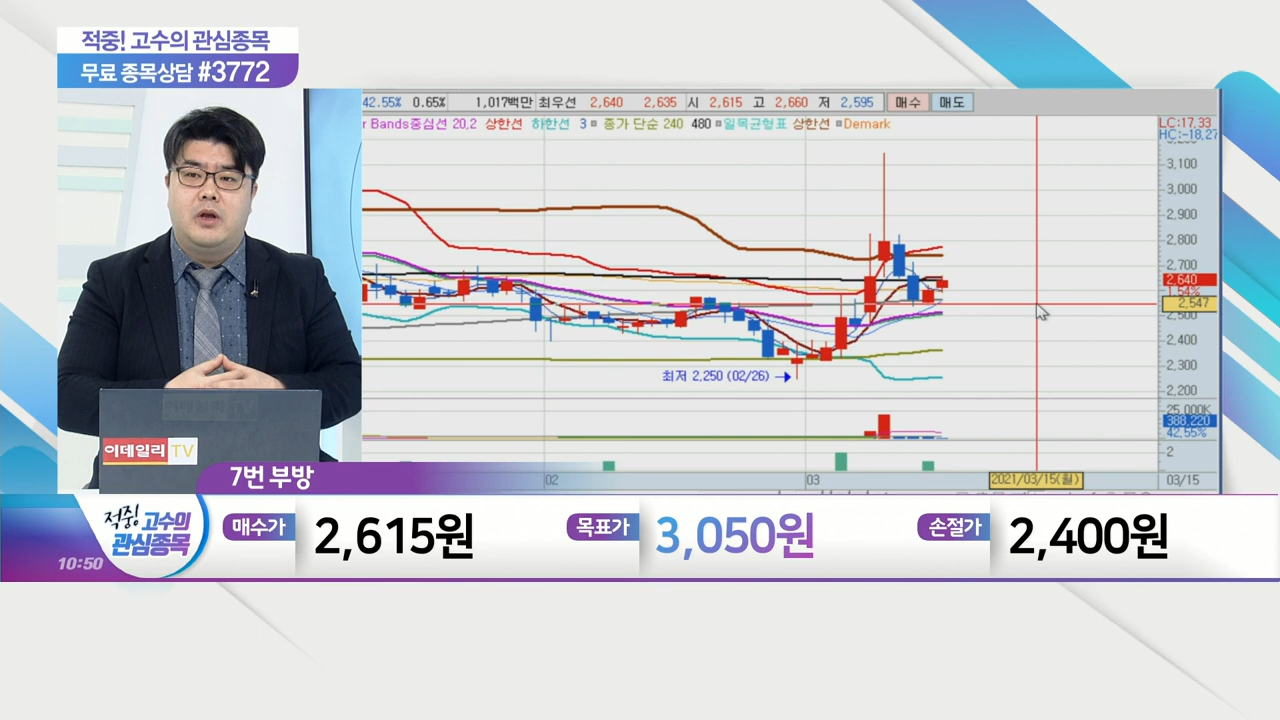 적중! 고수의 관심종목
무료 종목상담 #3772
42.55% 0.65% 1,017백만 최우선 2,640 2,635 시 2,615 고 2,660 저 2,595 매수 매도
r Bands중심선 20,2 상한선 하한선 3 종가 단순 240 480 일목균형표 상한선 Demark
LC:17,33
HC:-18,27
3,100
3,000
2,900
2,800
2,700
2,640
1.54%
2,547
2,500
2,400
2,300
2,200
최저 2,250 (02/26)
25,000K
388,220
42,55%
2
02 03 2021/03/15(월) 03/15
이데일리 TV
7번 부방
적중! 고수의 관심종목
10:50
매수가 2,615원 목표가 3,050원 손절가 2,400원